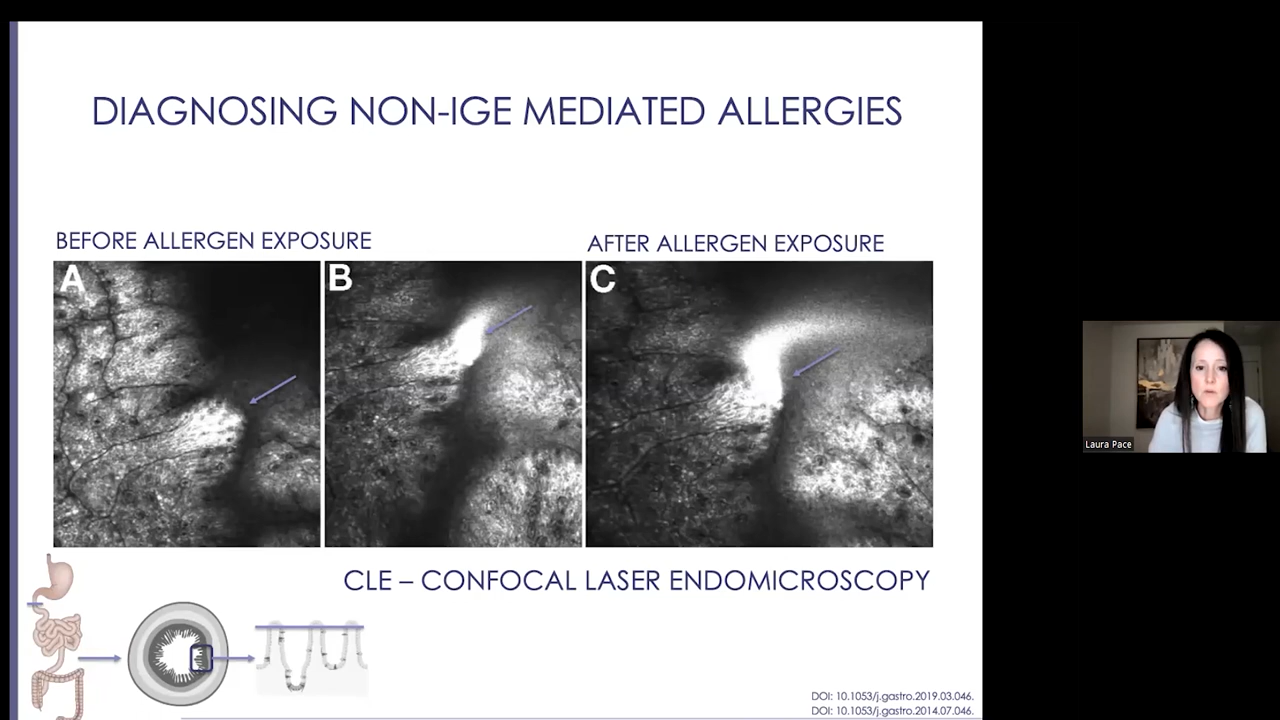 DIAGNOSING NON-IGE MEDIATED ALLERGIES
BEFORE ALLERGEN EXPOSURE
AFTER ALLERGEN EXPOSURE
A
B
C
CLE – CONFOCAL LASER ENDOMICROSCOPY
Laura Pace
DOI: 10.1053/j.gastro.2019.03.046.
DOI: 10.1053/j.gastro.2014.07.046.